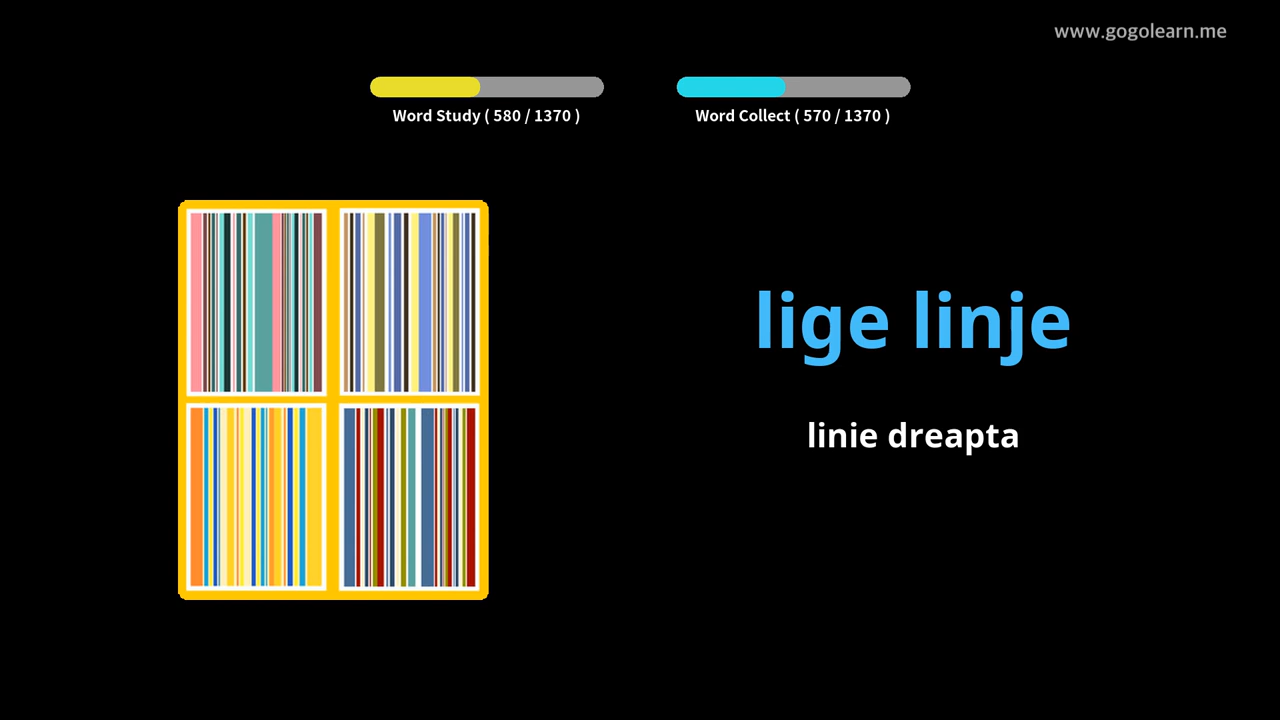 www.gogolearn.me
Word Study ( 580 / 1370 )
Word Collect ( 570 / 1370 )
lige linje
linie dreapta